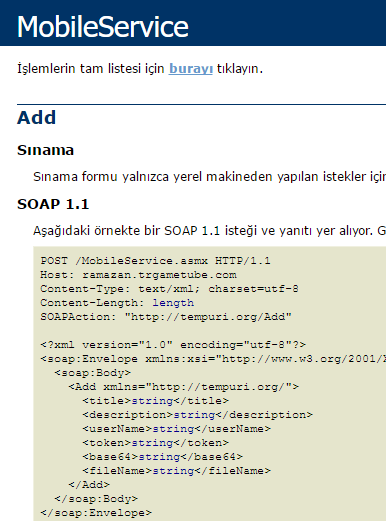 MobileService
İşlemlerin tam listesi için burayı tıklayın.
Add
Sınama
Sınama formu yalnızca yerel makineden yapılan istekler için
SOAP 1.1
Aşağıdaki örnekte bir SOAP 1.1 isteği ve yanıtı yer alıyor. G
POST /MobileService.asmx HTTP/1.1
Host: ramazan.trgametube.com
Content-Type: text/xml; charset=utf-8
Content-Length: length
SOAPAction: "http://tempuri.org/Add"
<?xml version="1.0" encoding="utf-8"?>
<soap:Envelope xmlns:xsi="http://www.w3.org/2001/
<soap:Body>
<Add xmlns="http://tempuri.org/">
<title>string</title>
<description>string</description>
<userName>string</userName>
<token>string</token>
<base64>string</base64>
<fileName>string</fileName>
</Add>
</soap:Body>
</soap:Envelope>